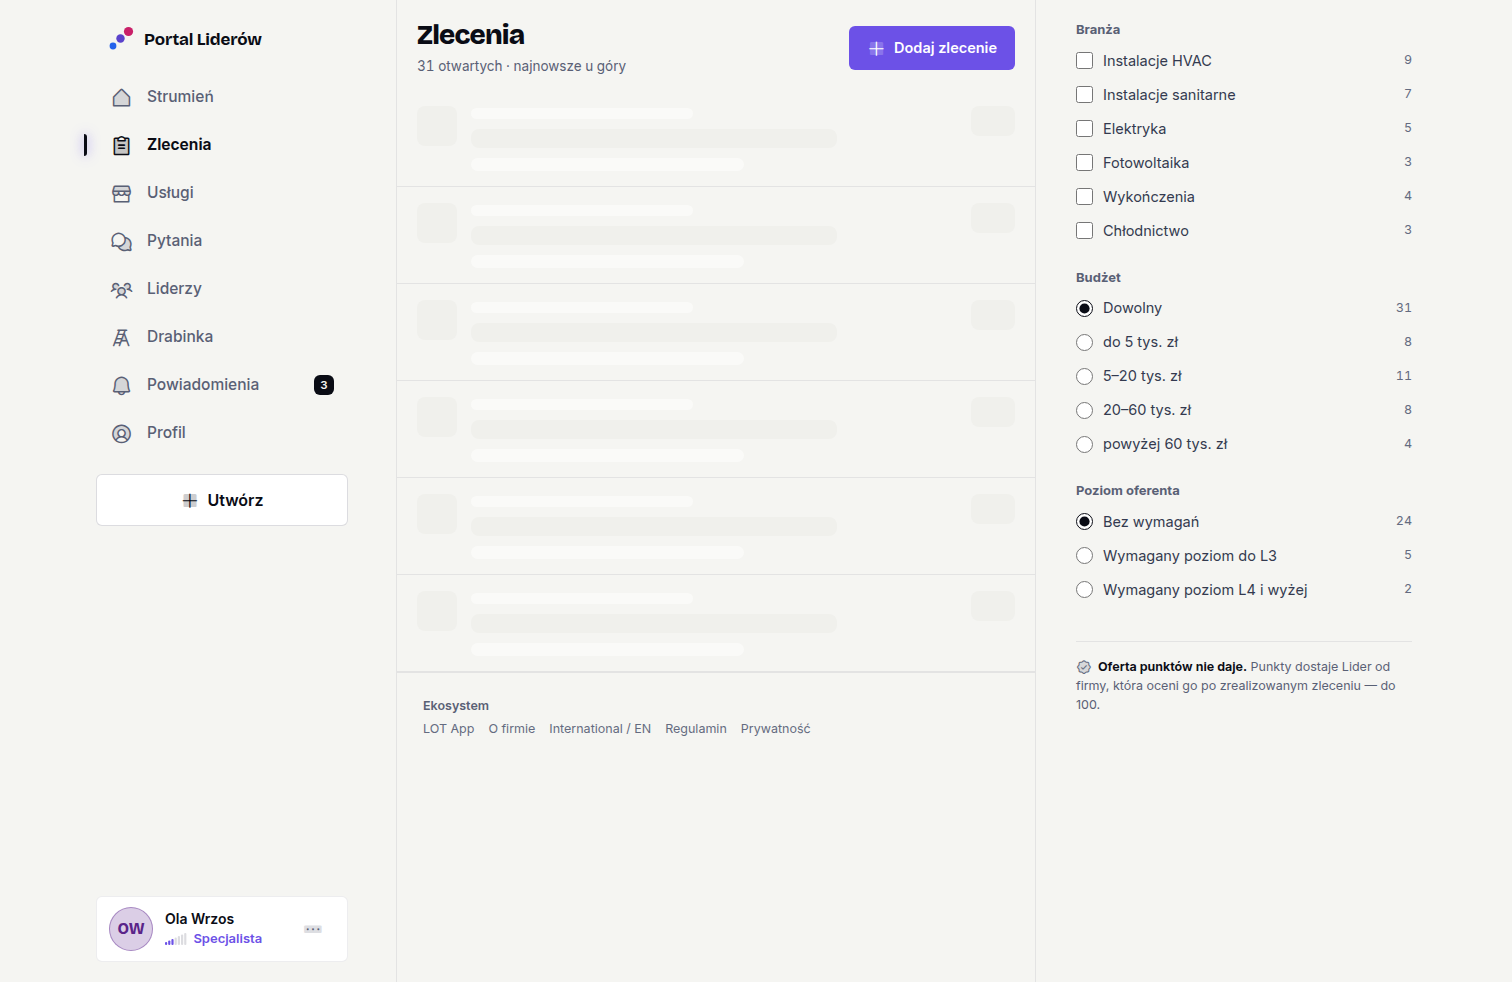 Portal Liderów
Strumień
Zlecenia
Usługi
Pytania
Liderzy
Drabinka
Powiadomienia 3
Profil
Utwórz
OW
Ola Wrzos
Specjalista
Zlecenia
31 otwartych · najnowsze u góry
Dodaj zlecenie
Ekosystem
LOT App O firmie International / EN Regulamin Prywatność
Branża
Instalacje HVAC 9
Instalacje sanitarne 7
Elektryka 5
Fotowoltaika 3
Wykończenia 4
Chłodnictwo 3
Budżet
Dowolny 31
do 5 tys. zł 8
5–20 tys. zł 11
20–60 tys. zł 8
powyżej 60 tys. zł 4
Poziom oferenta
Bez wymagań 24
Wymagany poziom do L3 5
Wymagany poziom L4 i wyżej 2
Oferta punktów nie daje. Punkty dostaje Lider od
firmy, która oceni go po zrealizowanym zleceniu — do
100.